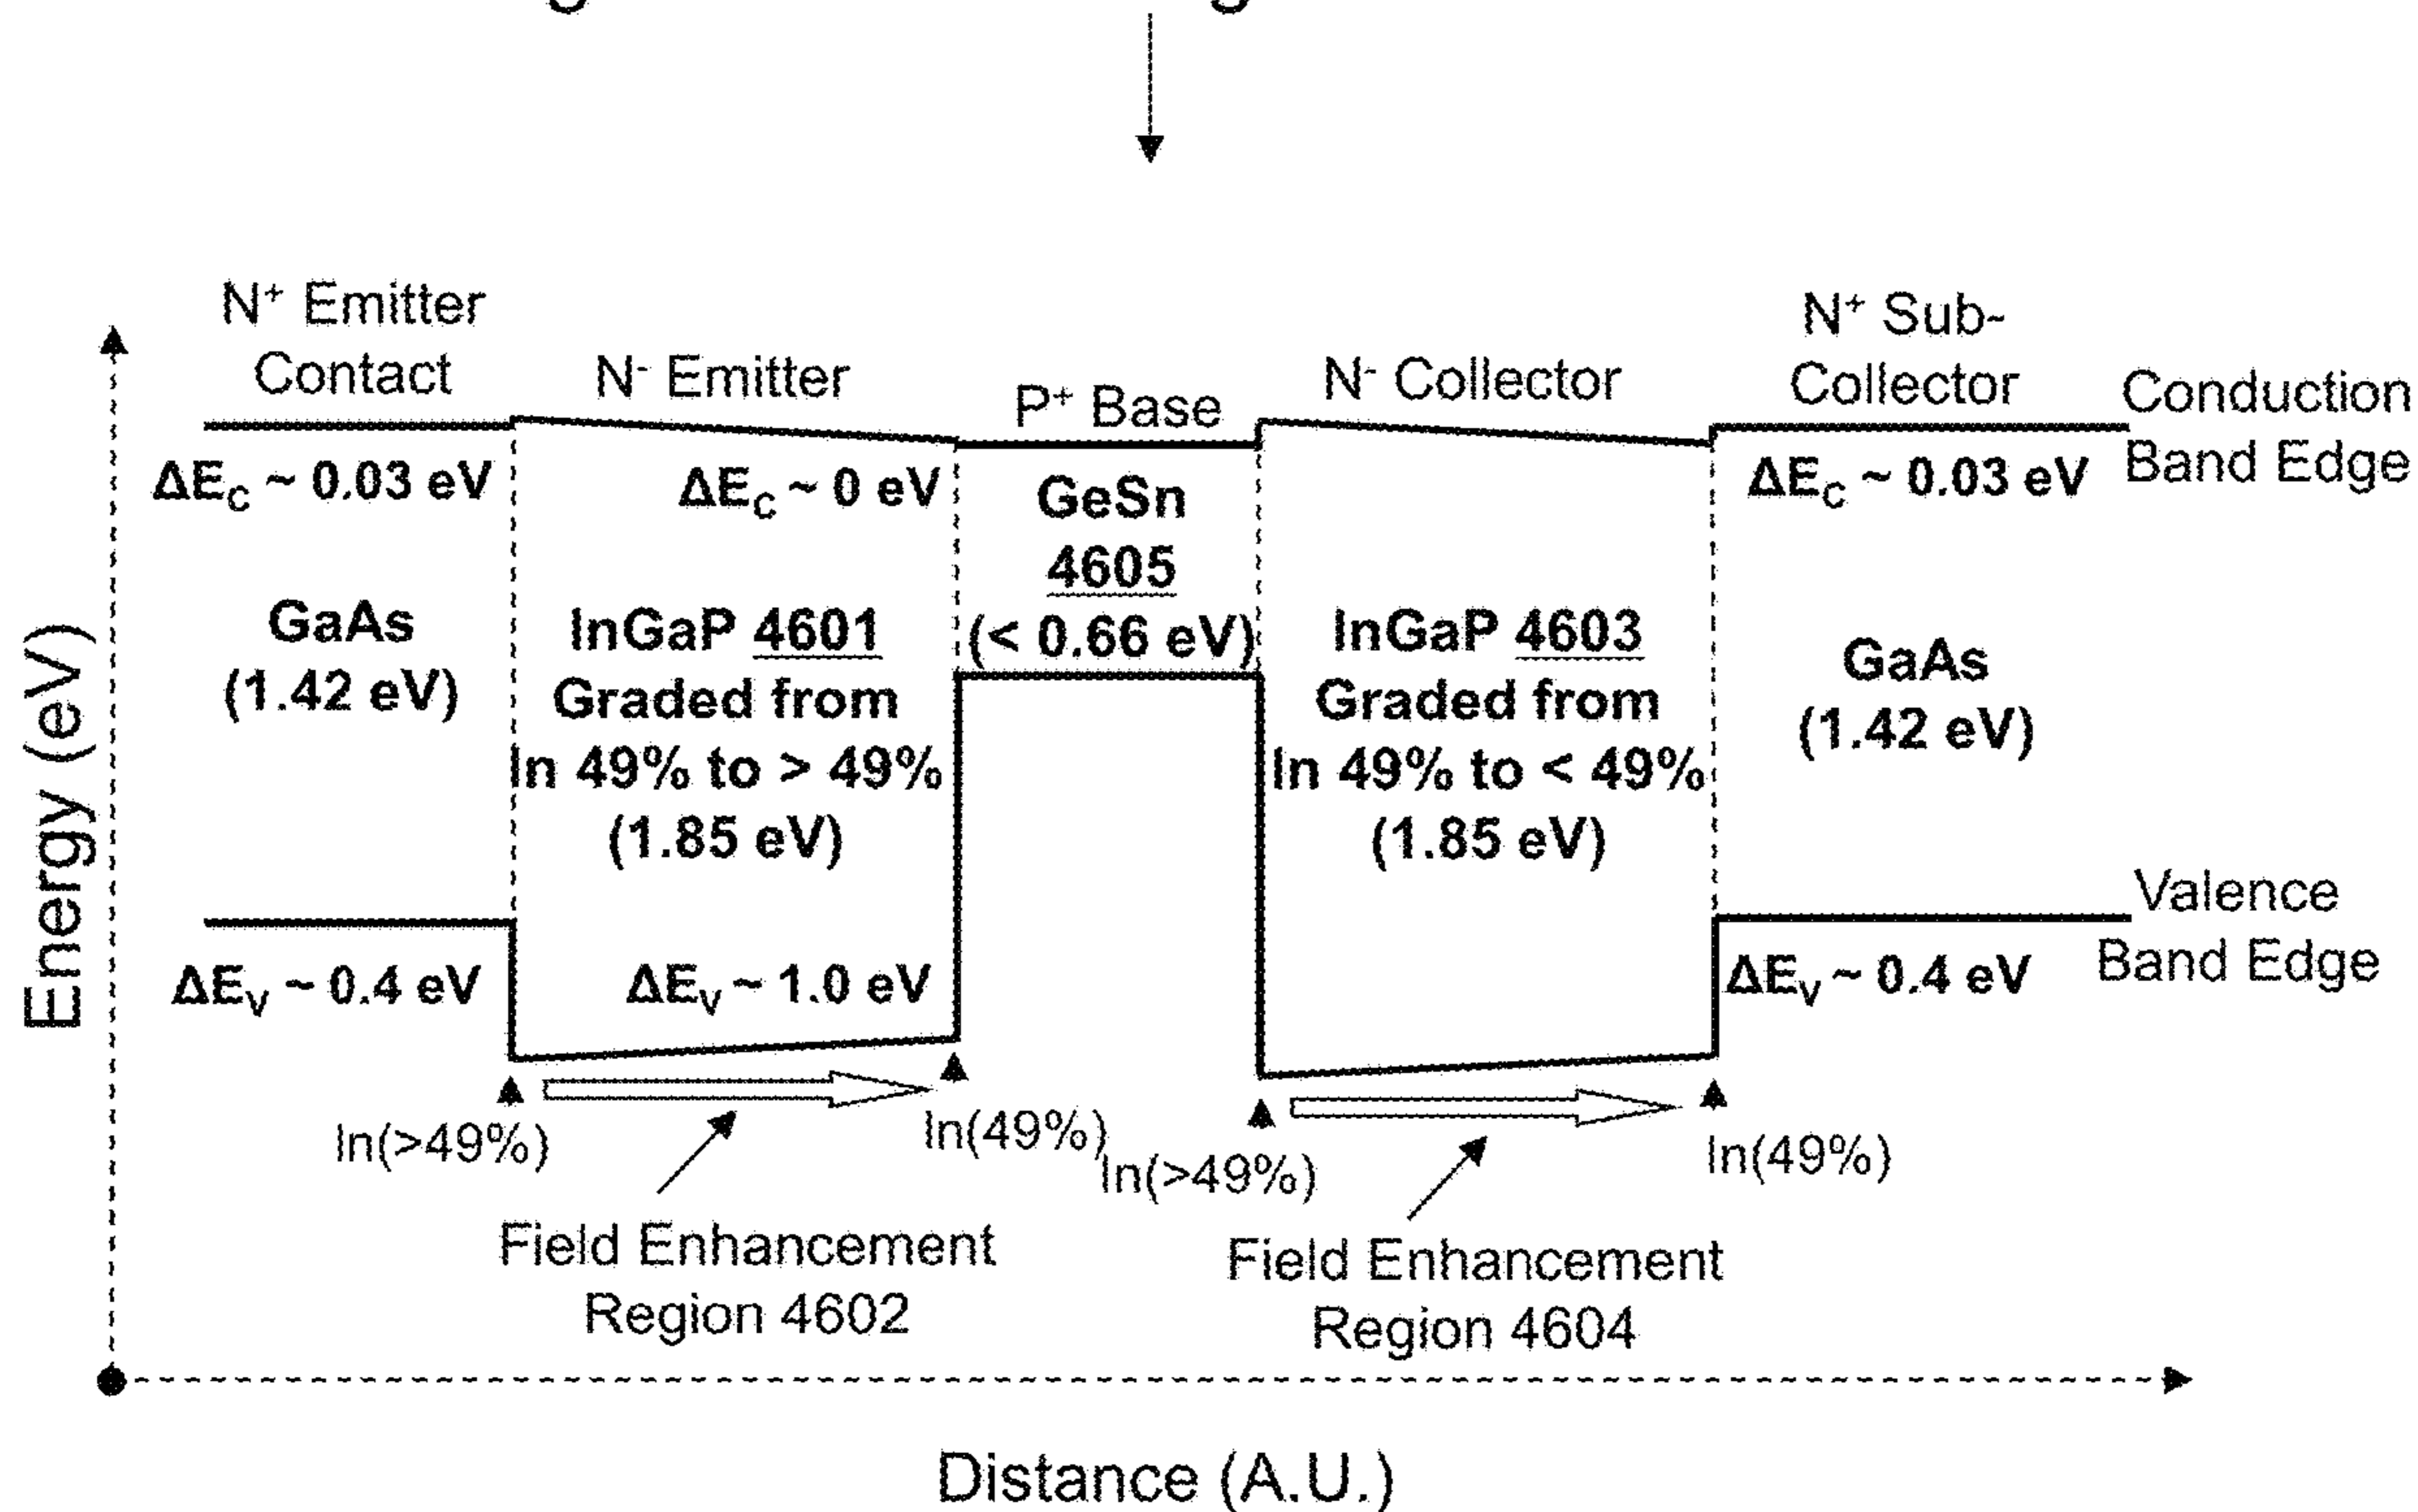 N+ Emitter
Contact
N- Emitter
P+ Base
N- Collector
N+ Sub-
Collector
Conduction
Band Edge
ΔEC ~ 0.03 eV
ΔEC ~ 0 eV
ΔEC ~ 0.03 eV
GaAs
(1.42 eV)
InGaP 4601
Graded from
In 49% to > 49%
(1.85 eV)
GeSn
4605
(< 0.66 eV)
InGaP 4603
Graded from
In 49% to < 49%
(1.85 eV)
GaAs
(1.42 eV)
Valence
Band Edge
ΔEV ~ 0.4 eV
ΔEV ~ 1.0 eV
ΔEV ~ 0.4 eV
In(>49%)
In(49%)
In(>49%)
In(49%)
Field Enhancement
Region 4602
Field Enhancement
Region 4604
Energy (eV)
Distance (A.U.)